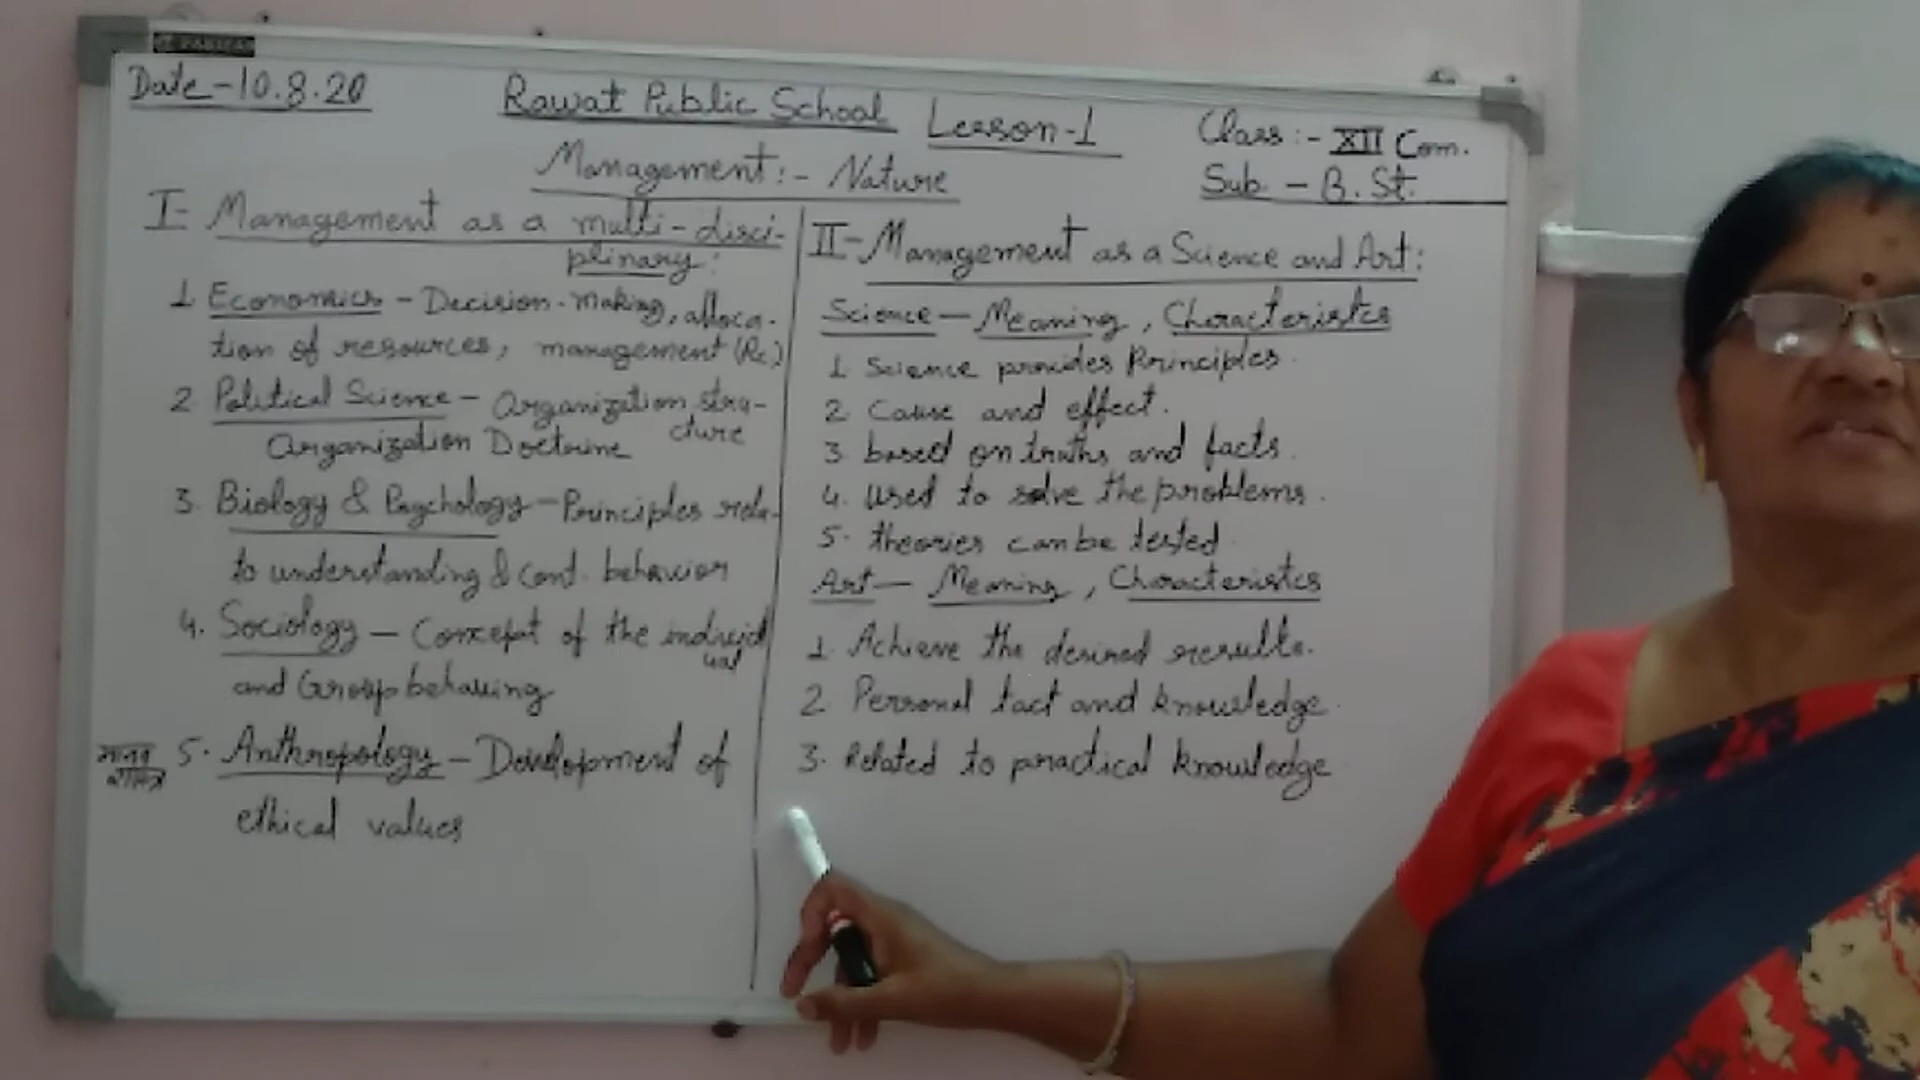 Date-10.8.20
Rawat Public School
Lesson-1
Class:- XII Com.
Sub - B. St.
Management:- Nature
I- Management as a multi-disci-
plinary:
1 Economics - Decision-making, alloca-
tion of resources, management (Rc)
2 Political Science - Organization stru-
cture
Organization Doctrine
3. Biology & Psychology - Principles rela-
to understanding & cont. behavior
4. Sociology - Concept of the individ
ual
and Group behaving
5. Anthropology - Development of
ethical values
II- Management as a Science and Art:
Science - Meaning, Characteristcs
1 Science provides Principles.
2 Cause and effect.
3 based on truths and facts.
4. used to solve the problems.
5. theories can be tested
Art - Meaning, Characteristcs
1. Achieve the desired results.
2. Personal tact and knowledge.
3. Related to practical knowledge